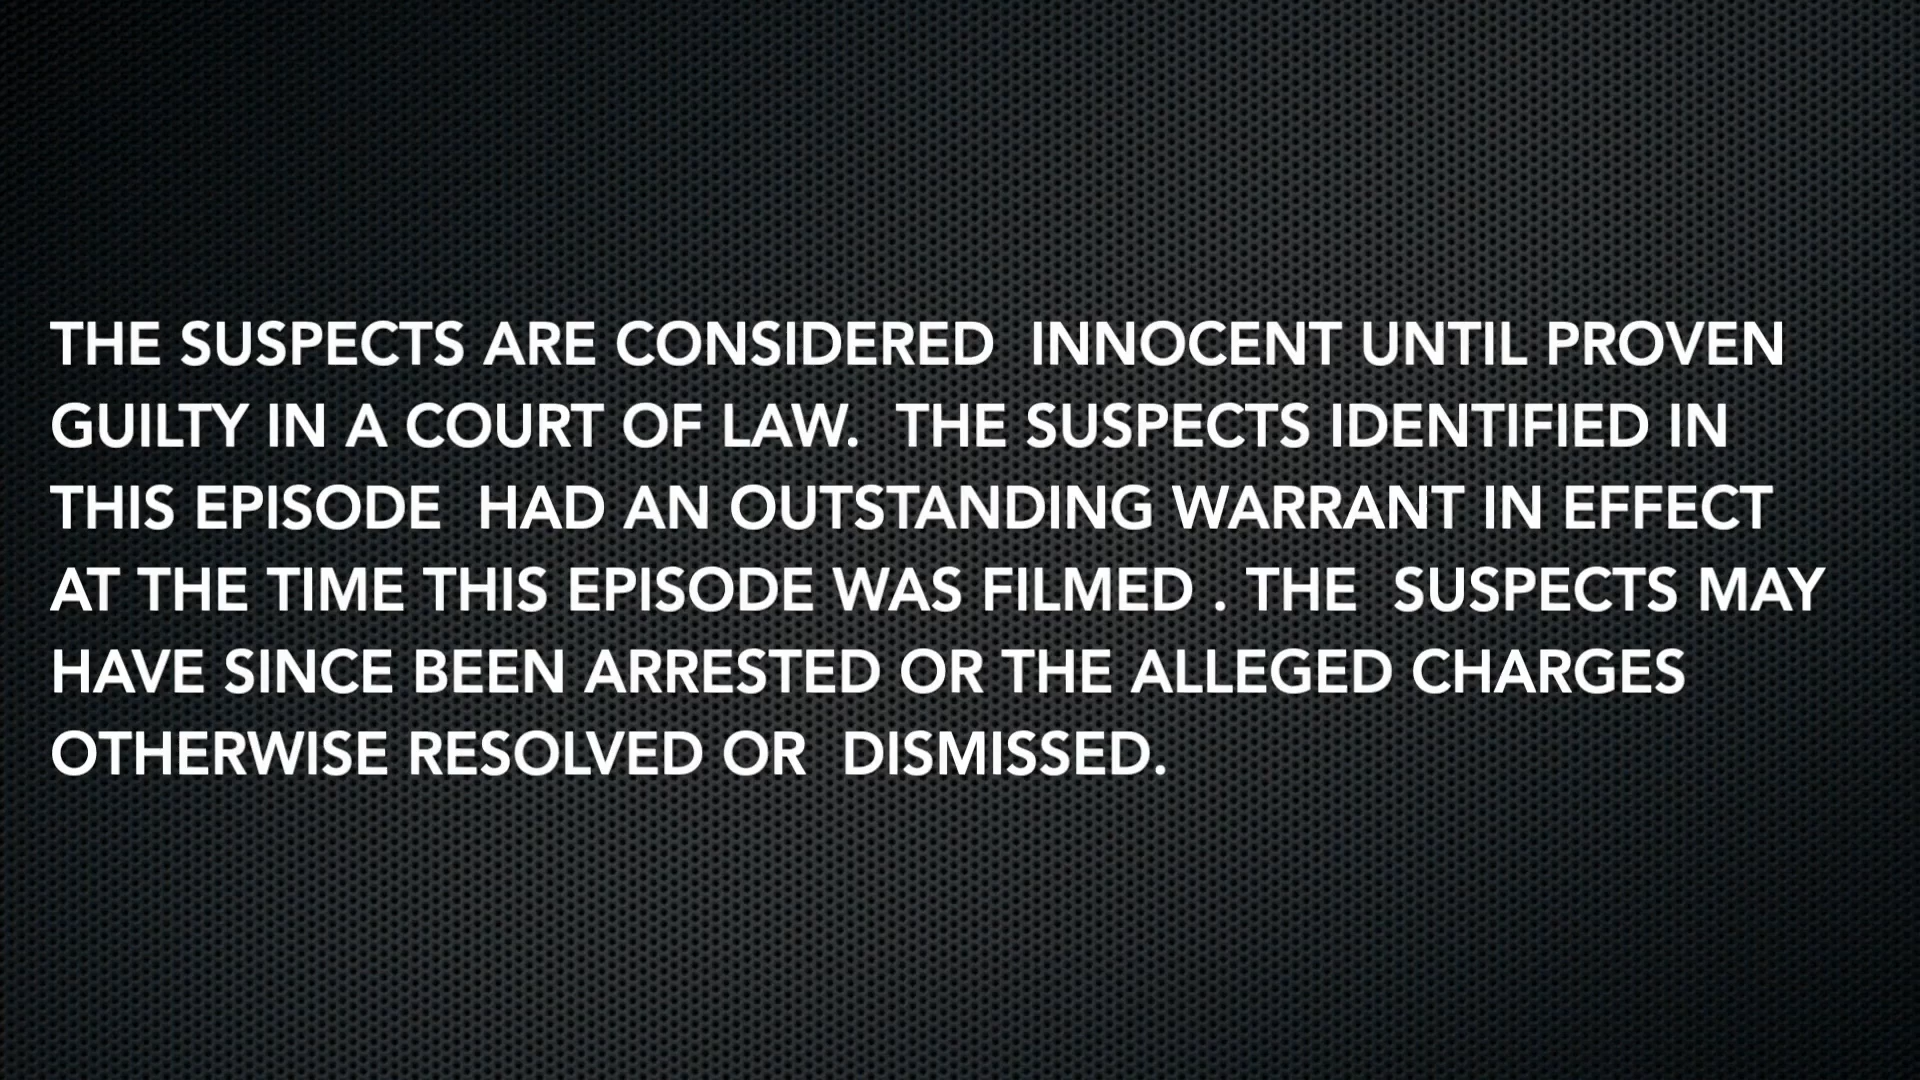 THE SUSPECTS ARE CONSIDERED  INNOCENT UNTIL PROVEN
GUILTY IN A COURT OF LAW.  THE SUSPECTS IDENTIFIED IN
THIS EPISODE  HAD AN OUTSTANDING WARRANT IN EFFECT
AT THE TIME THIS EPISODE WAS FILMED . THE  SUSPECTS MAY
HAVE SINCE BEEN ARRESTED OR THE ALLEGED CHARGES
OTHERWISE RESOLVED OR  DISMISSED.